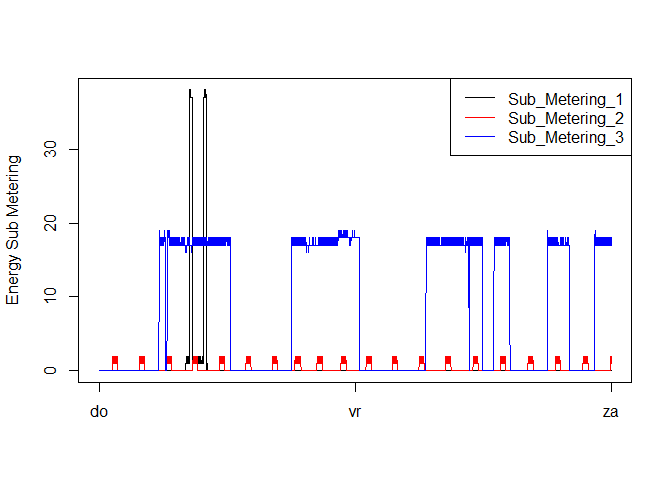 Sub_Metering_1
Sub_Metering_2
Sub_Metering_3
Energy Sub Metering
30
20
10
0
do
vr
za